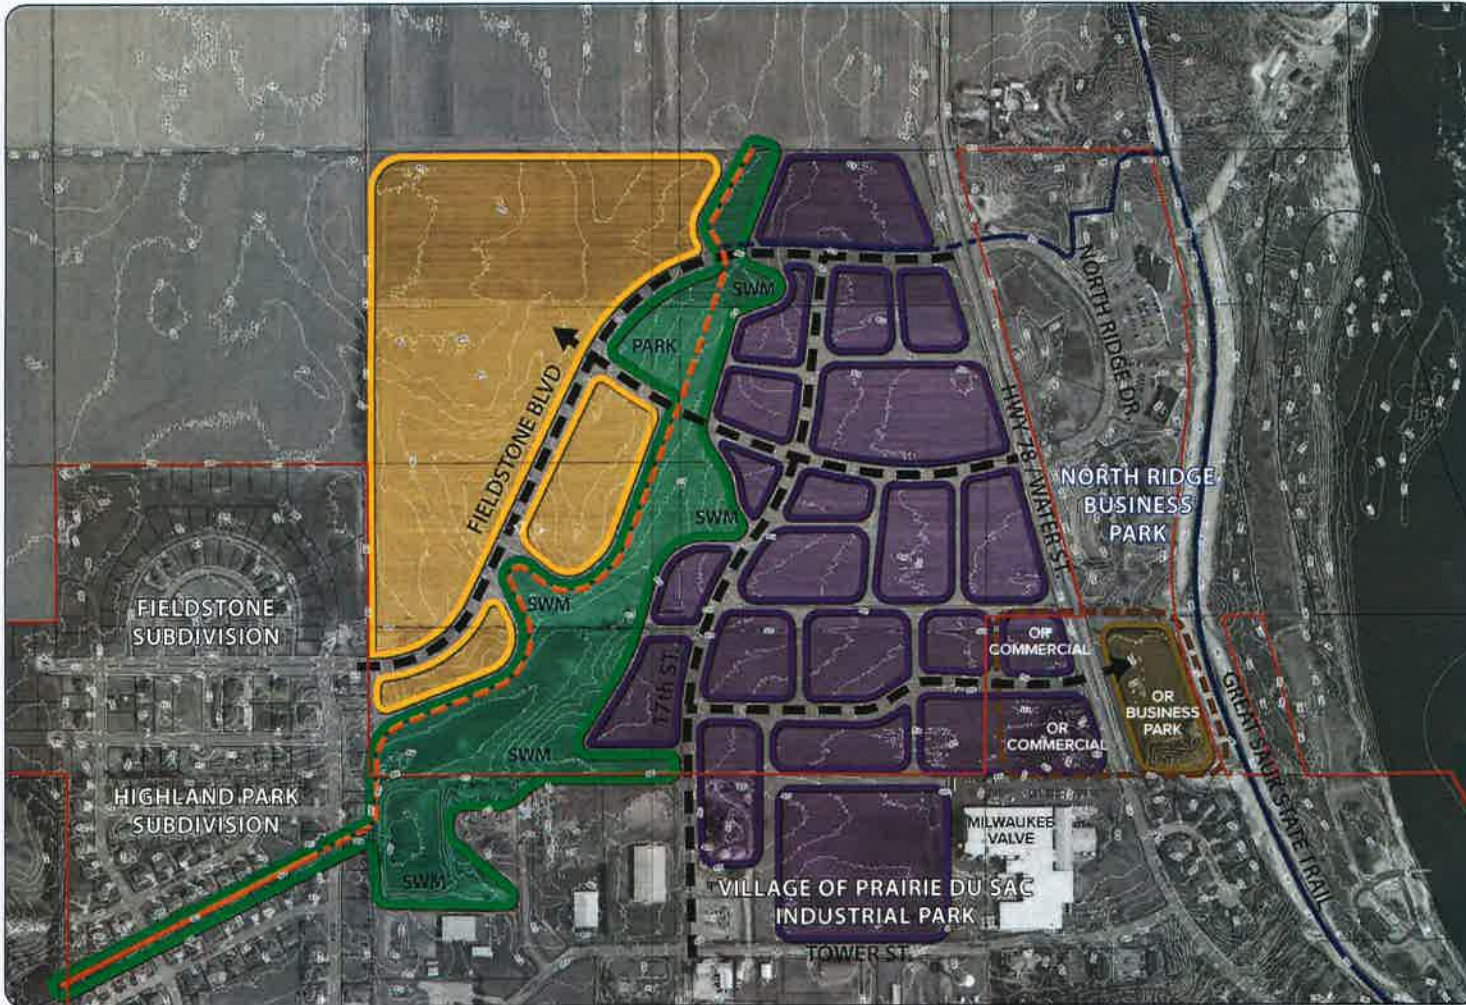 SWM
NORTH RIDGE DR.
PARK
FIELDSTONE BLVD
HWY 78 / WATER ST.
NORTH RIDGE
BUSINESS
PARK
SWM
FIELDSTONE
SUBDIVISION
SWM
OR
COMMERCIAL
17th ST.
OR
BUSINESS
PARK
GREAT SAUK STATE TRAIL
SWM
OR
COMMERCIAL
HIGHLAND PARK
SUBDIVISION
MILWAUKEE
VALVE
SWM
VILLAGE OF PRAIRIE DU SAC
INDUSTRIAL PARK
TOWER ST.